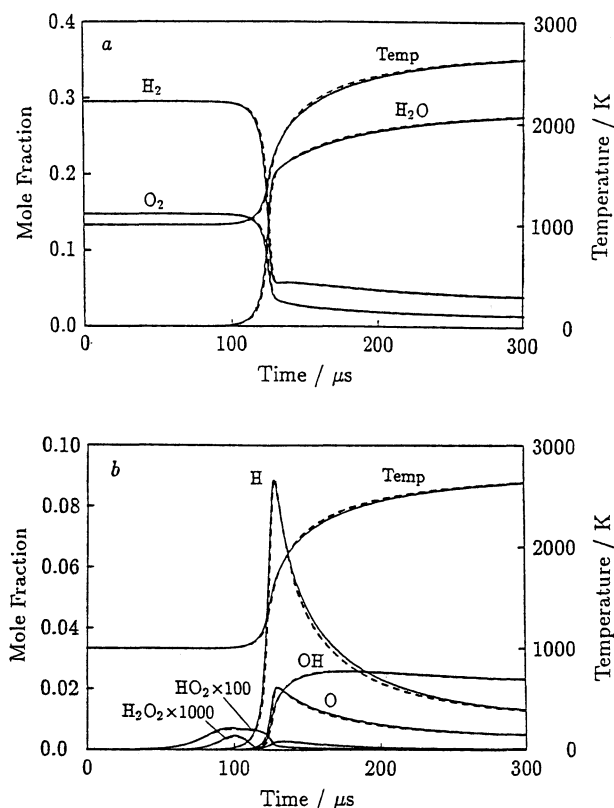 a
0.4
0.3
0.2
0.1
0.0
Mole Fraction
H₂
O₂
Temp
H₂O
3000
2000
1000
0
Temperature / K
0
100
200
300
Time / μs
b
0.10
0.08
0.06
0.04
0.02
0.0
Mole Fraction
H
Temp
OH
O
HO₂×100
H₂O₂×1000
3000
2000
1000
0
Temperature / K
0
100
200
300
Time / μs